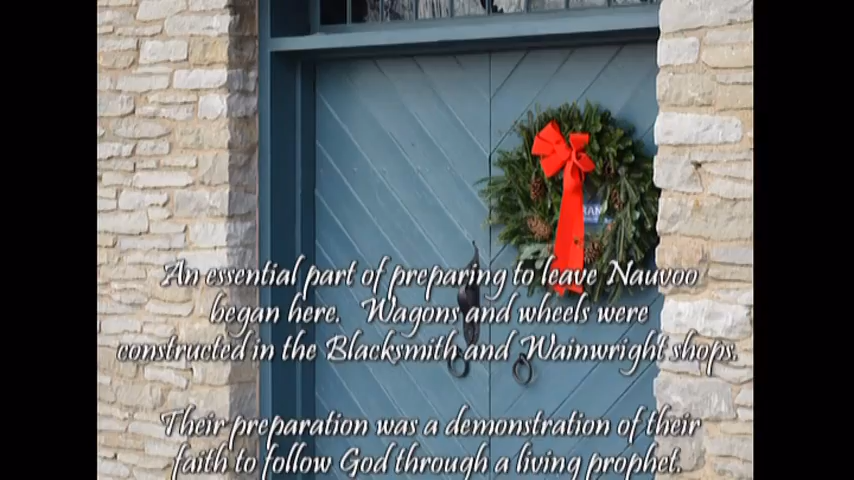 An essential part of preparing to leave Nauvoo
began here. Wagons and wheels were
constructed in the Blacksmith and Wainwright shops.
Their preparation was a demonstration of their
faith to follow God through a living prophet.